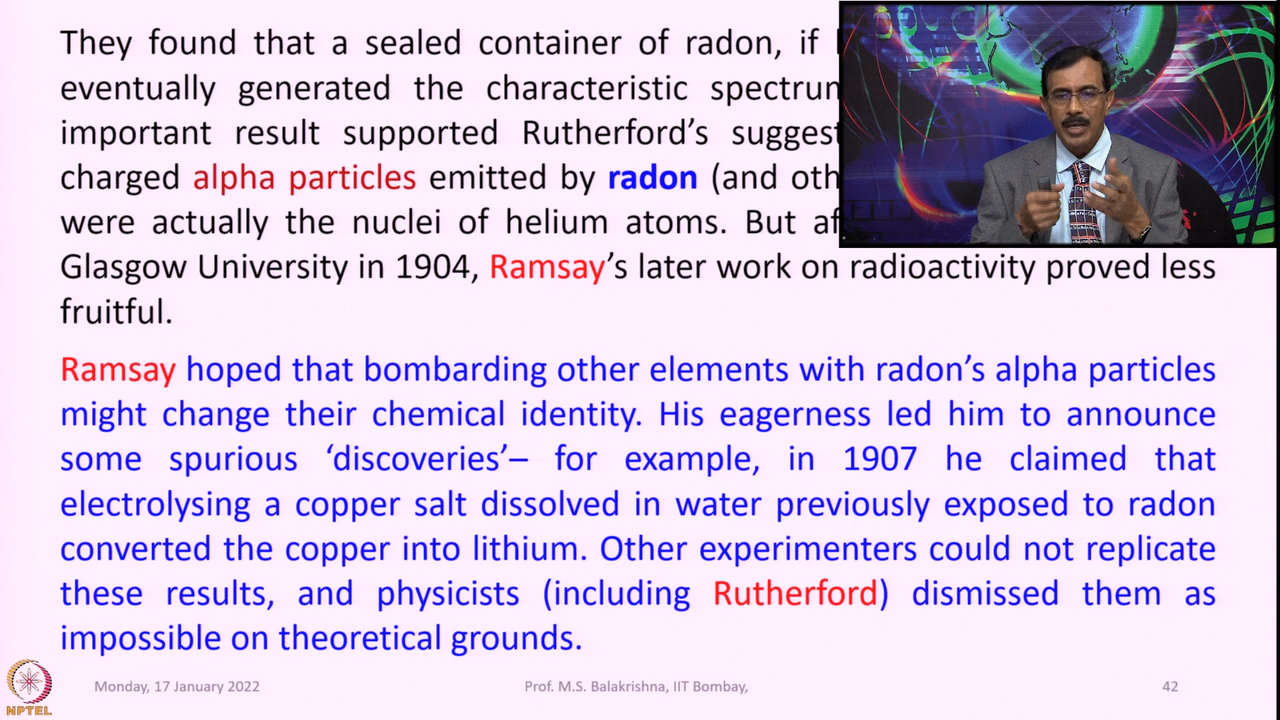 They found that a sealed container of radon, if
eventually generated the characteristic
important result supported Rutherford's
charged alpha particles emitted by radon (and
were actually the nuclei of helium atoms. But
Glasgow University in 1904, Ramsay's later work on radioactivity proved less
fruitful.
Ramsay hoped that bombarding other elements with radon's alpha particles
might change their chemical identity. His eagerness led him to announce
some spurious ‘discoveries’– for example, in 1907 he claimed that
electrolysing a copper salt dissolved in water previously exposed to radon
converted the copper into lithium. Other experimenters could not replicate
these results, and physicists (including Rutherford) dismissed them as
impossible on theoretical grounds.
NPTEL
Monday, 17 January 2022
Prof. M.S. Balakrishna, IIT Bombay,
42